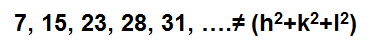 7, 15, 23, 28, 31, ….≠ (h²+k²+l²)